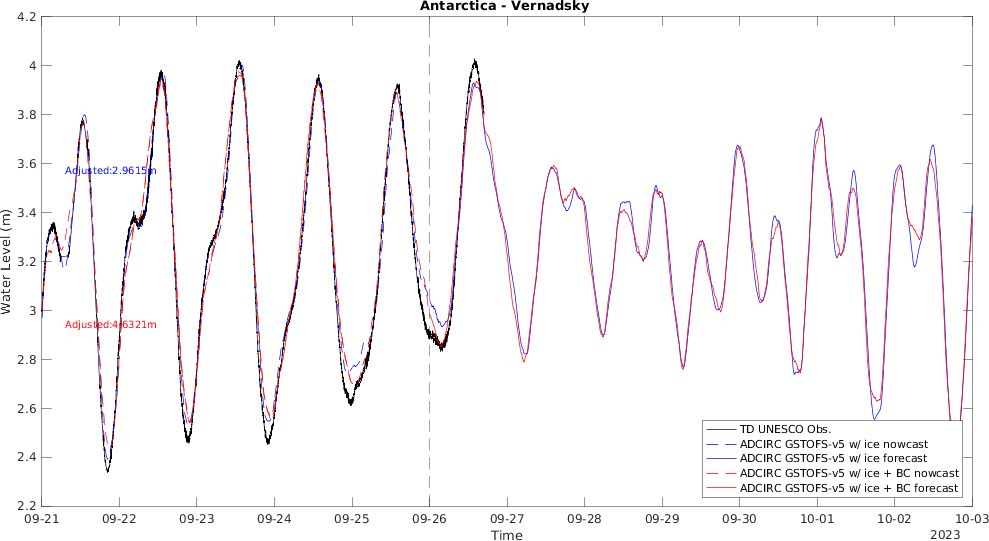 Antarctica - Vernadsky
Water Level (m)
4.2
4
3.8
3.6
3.4
3.2
3
2.8
2.6
2.4
2.2
Adjusted:2.9615m
Adjusted:4.6321m
TD UNESCO Obs.
ADCIRC GSTOFS-v5 w/ ice nowcast
ADCIRC GSTOFS-v5 w/ ice forecast
ADCIRC GSTOFS-v5 w/ ice + BC nowcast
ADCIRC GSTOFS-v5 w/ ice + BC forecast
09-21 09-22 09-23 09-24 09-25 09-26 09-27 09-28 09-29 09-30 10-01 10-02 10-03
Time
2023